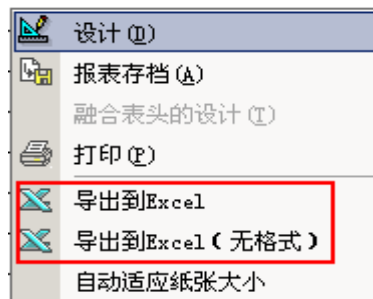 设计(D)
报表存档(A)
融合表头的设计(T)
打印(P)
导出到Excel
导出到Excel(无格式)
自动适应纸张大小